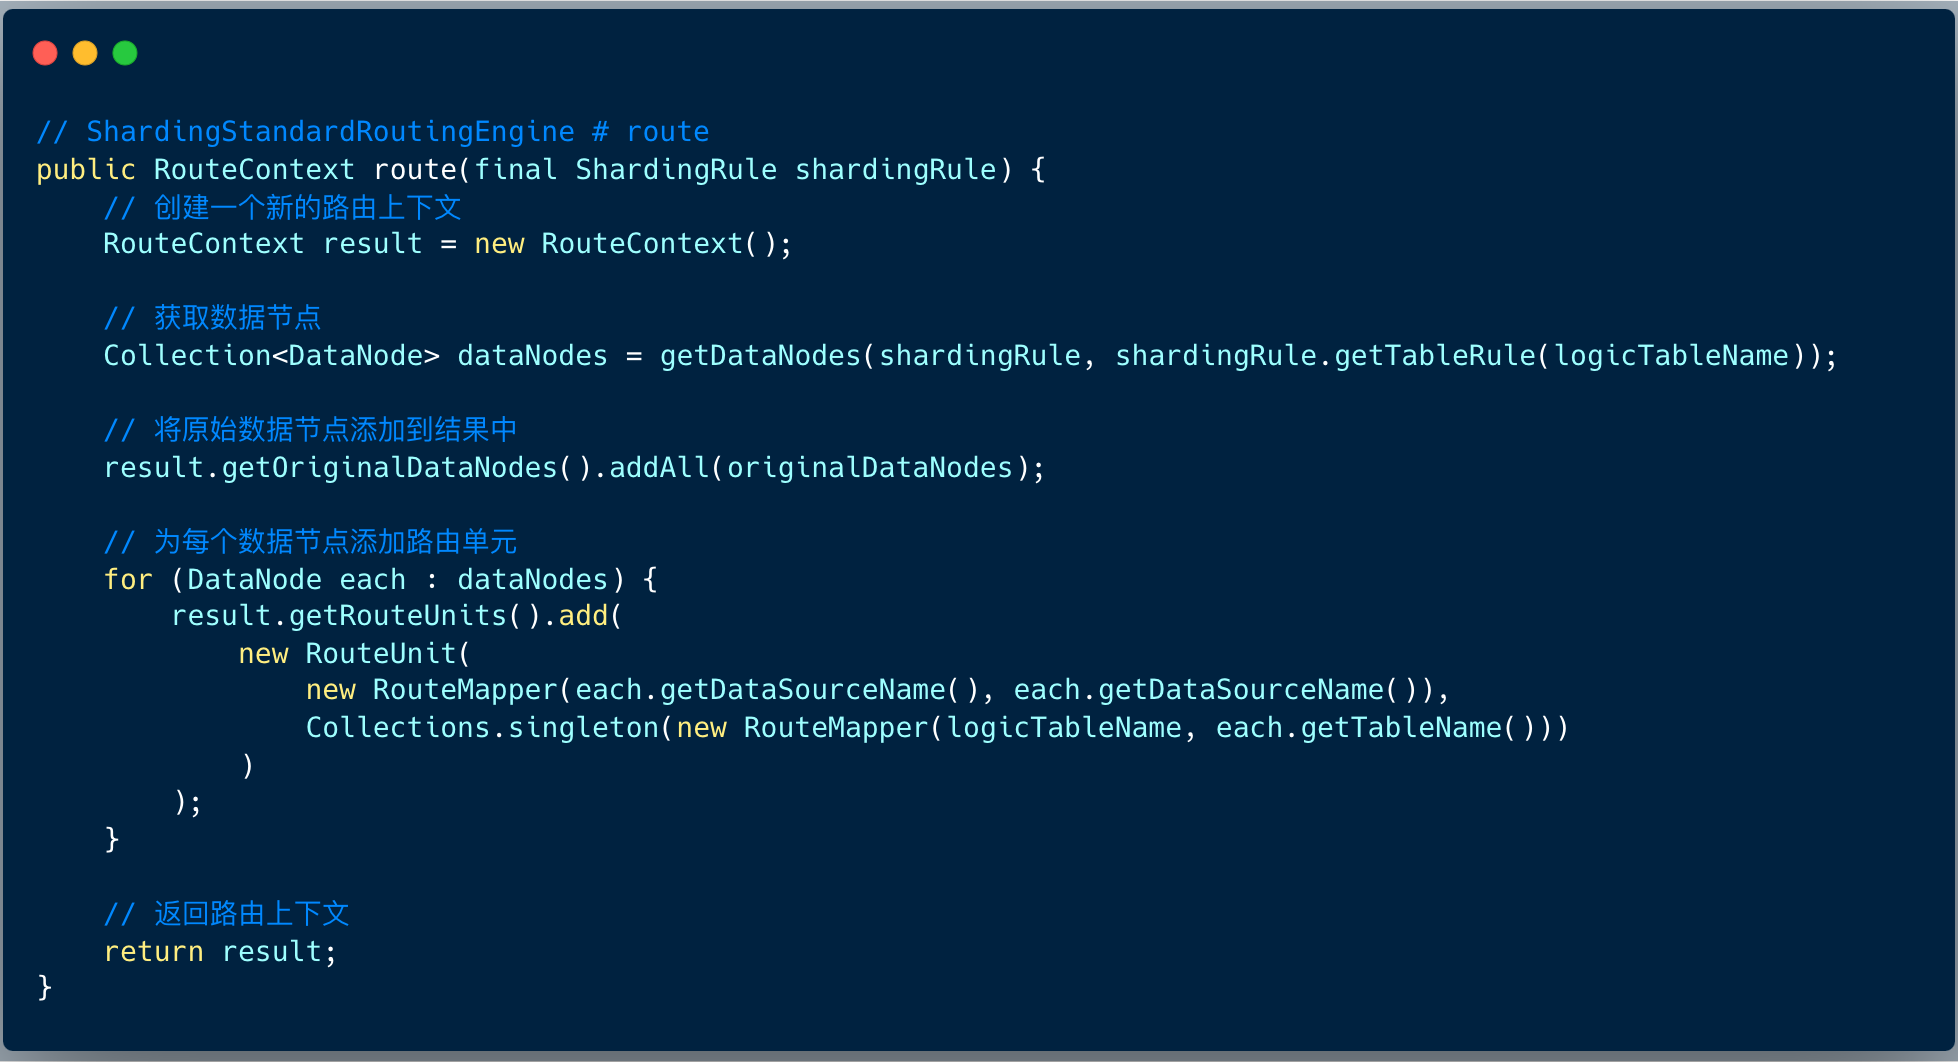 // ShardingStandardRoutingEngine # route
public RouteContext route(final ShardingRule shardingRule) {
    // 创建一个新的路由上下文
    RouteContext result = new RouteContext();

    // 获取数据节点
    Collection<DataNode> dataNodes = getDataNodes(shardingRule, shardingRule.getTableRule(logicTableName));

    // 将原始数据节点添加到结果中
    result.getOriginalDataNodes().addAll(originalDataNodes);

    // 为每个数据节点添加路由单元
    for (DataNode each : dataNodes) {
        result.getRouteUnits().add(
            new RouteUnit(
                new RouteMapper(each.getDataSourceName(), each.getDataSourceName()),
                Collections.singleton(new RouteMapper(logicTableName, each.getTableName()))
            )
        );
    }

    // 返回路由上下文
    return result;
}